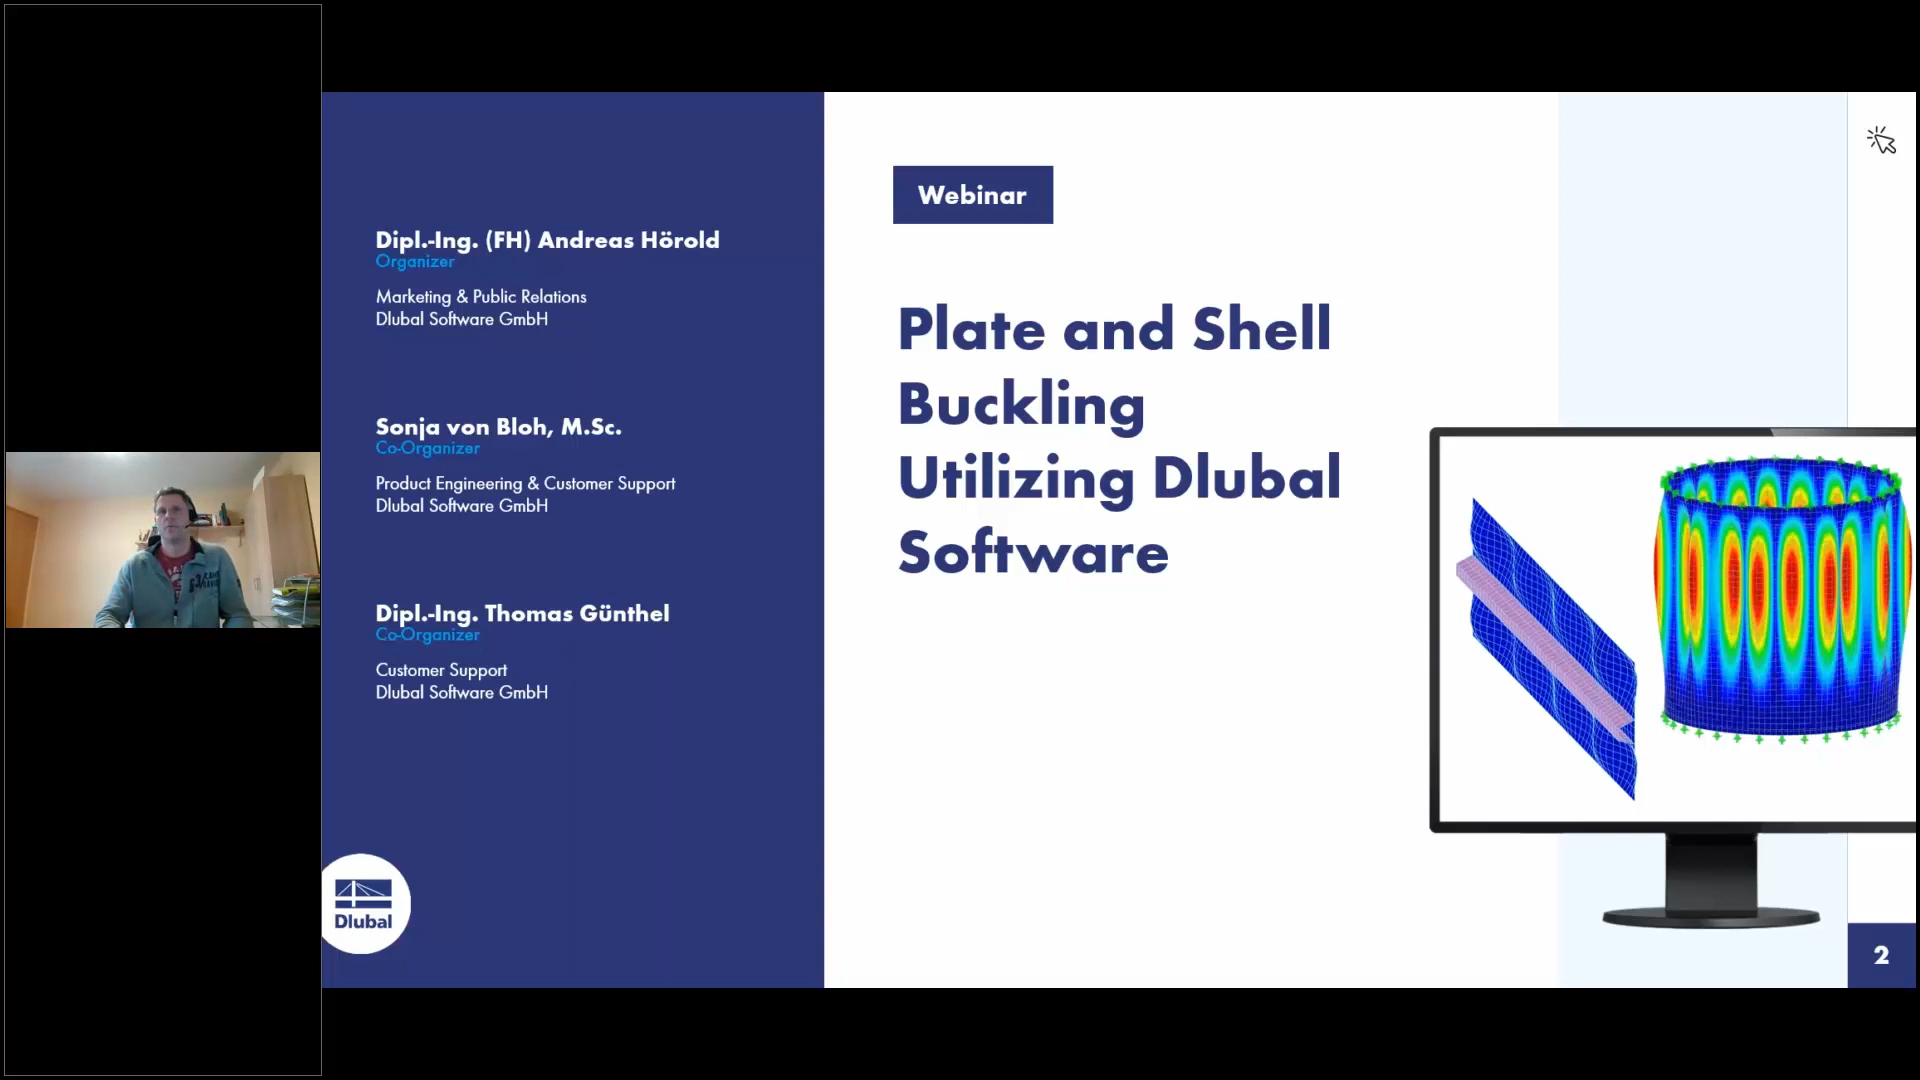 Dipl.-Ing. (FH) Andreas Hörold
Organizer
Marketing & Public Relations
Dlubal Software GmbH
Sonja von Bloh, M.Sc.
Co-Organizer
Product Engineering & Customer Support
Dlubal Software GmbH
Dipl.-Ing. Thomas Günthel
Co-Organizer
Customer Support
Dlubal Software GmbH
Dlubal
Webinar
Plate and Shell
Buckling
Utilizing Dlubal
Software
2